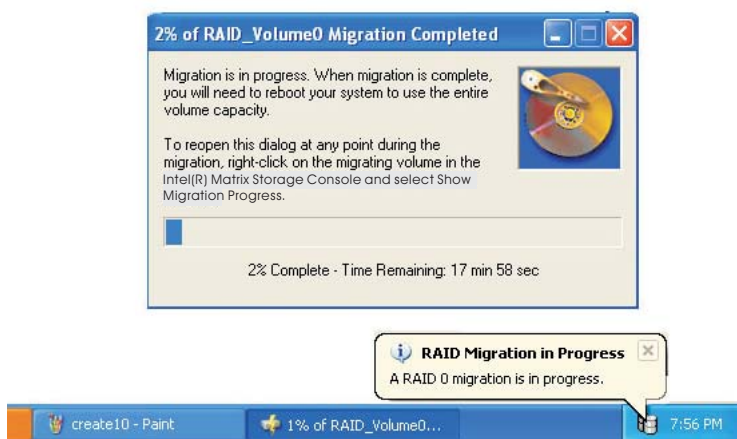 2% of RAID_Volume0 Migration Completed
Migration is in progress. When migration is complete,
you will need to reboot your system to use the entire
volume capacity.
To reopen this dialog at any point during the
migration, right-click on the migrating volume in the
Intel(R) Matrix Storage Console and select Show
Migration Progress.
2% Complete - Time Remaining: 17 min 58 sec
RAID Migration in Progress
A RAID 0 migration is in progress.
create10 - Paint
1% of RAID_Volume0...
7:56 PM